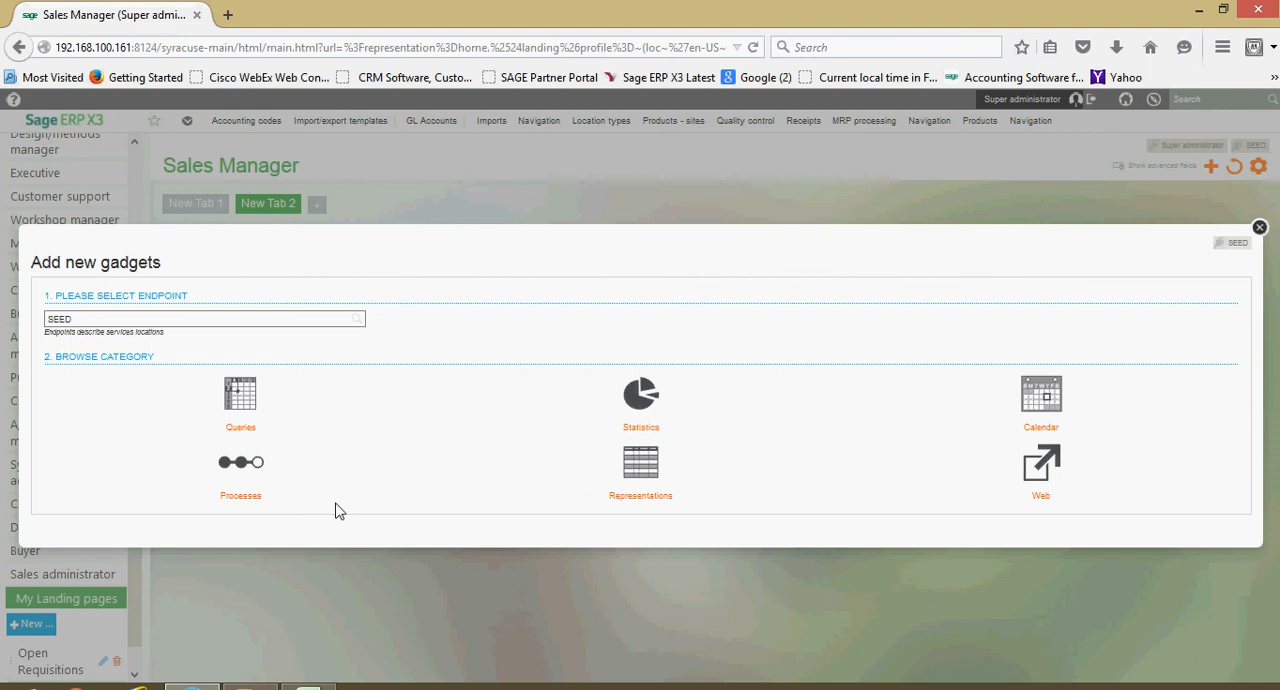 sage Sales Manager (Super admi... × +
192.168.100.161:8124/syracuse-main/html/main.html?url=%3Frepresentation%3Dhome.%2524landing%26profile%3D~(loc~%27en-US~
Search
Most Visited Getting Started Cisco WebEx Web Con... CRM Software, Custo... SAGE Partner Portal Sage ERP X3 Latest Google (2) Current local time in F... sage Accounting Software f... Yahoo »
? Super administrator Search
Sage ERP X3 Accounting codes Import/export templates GL Accounts Imports Navigation Location types Products - sites Quality control Receipts MRP processing Navigation Products Navigation
Design/methods
manager
Super administrator SEED
Sales Manager
Show advanced fields
Executive
Customer support
New Tab 1 New Tab 2 +
Workshop manager
SEED
Add new gadgets
1. PLEASE SELECT ENDPOINT
SEED
Endpoints describe services locations
2. BROWSE CATEGORY
Queries Statistics Calendar
Processes Representations Web
Buyer
Sales administrator
My Landing pages
+ New ...
Open
Requisitions